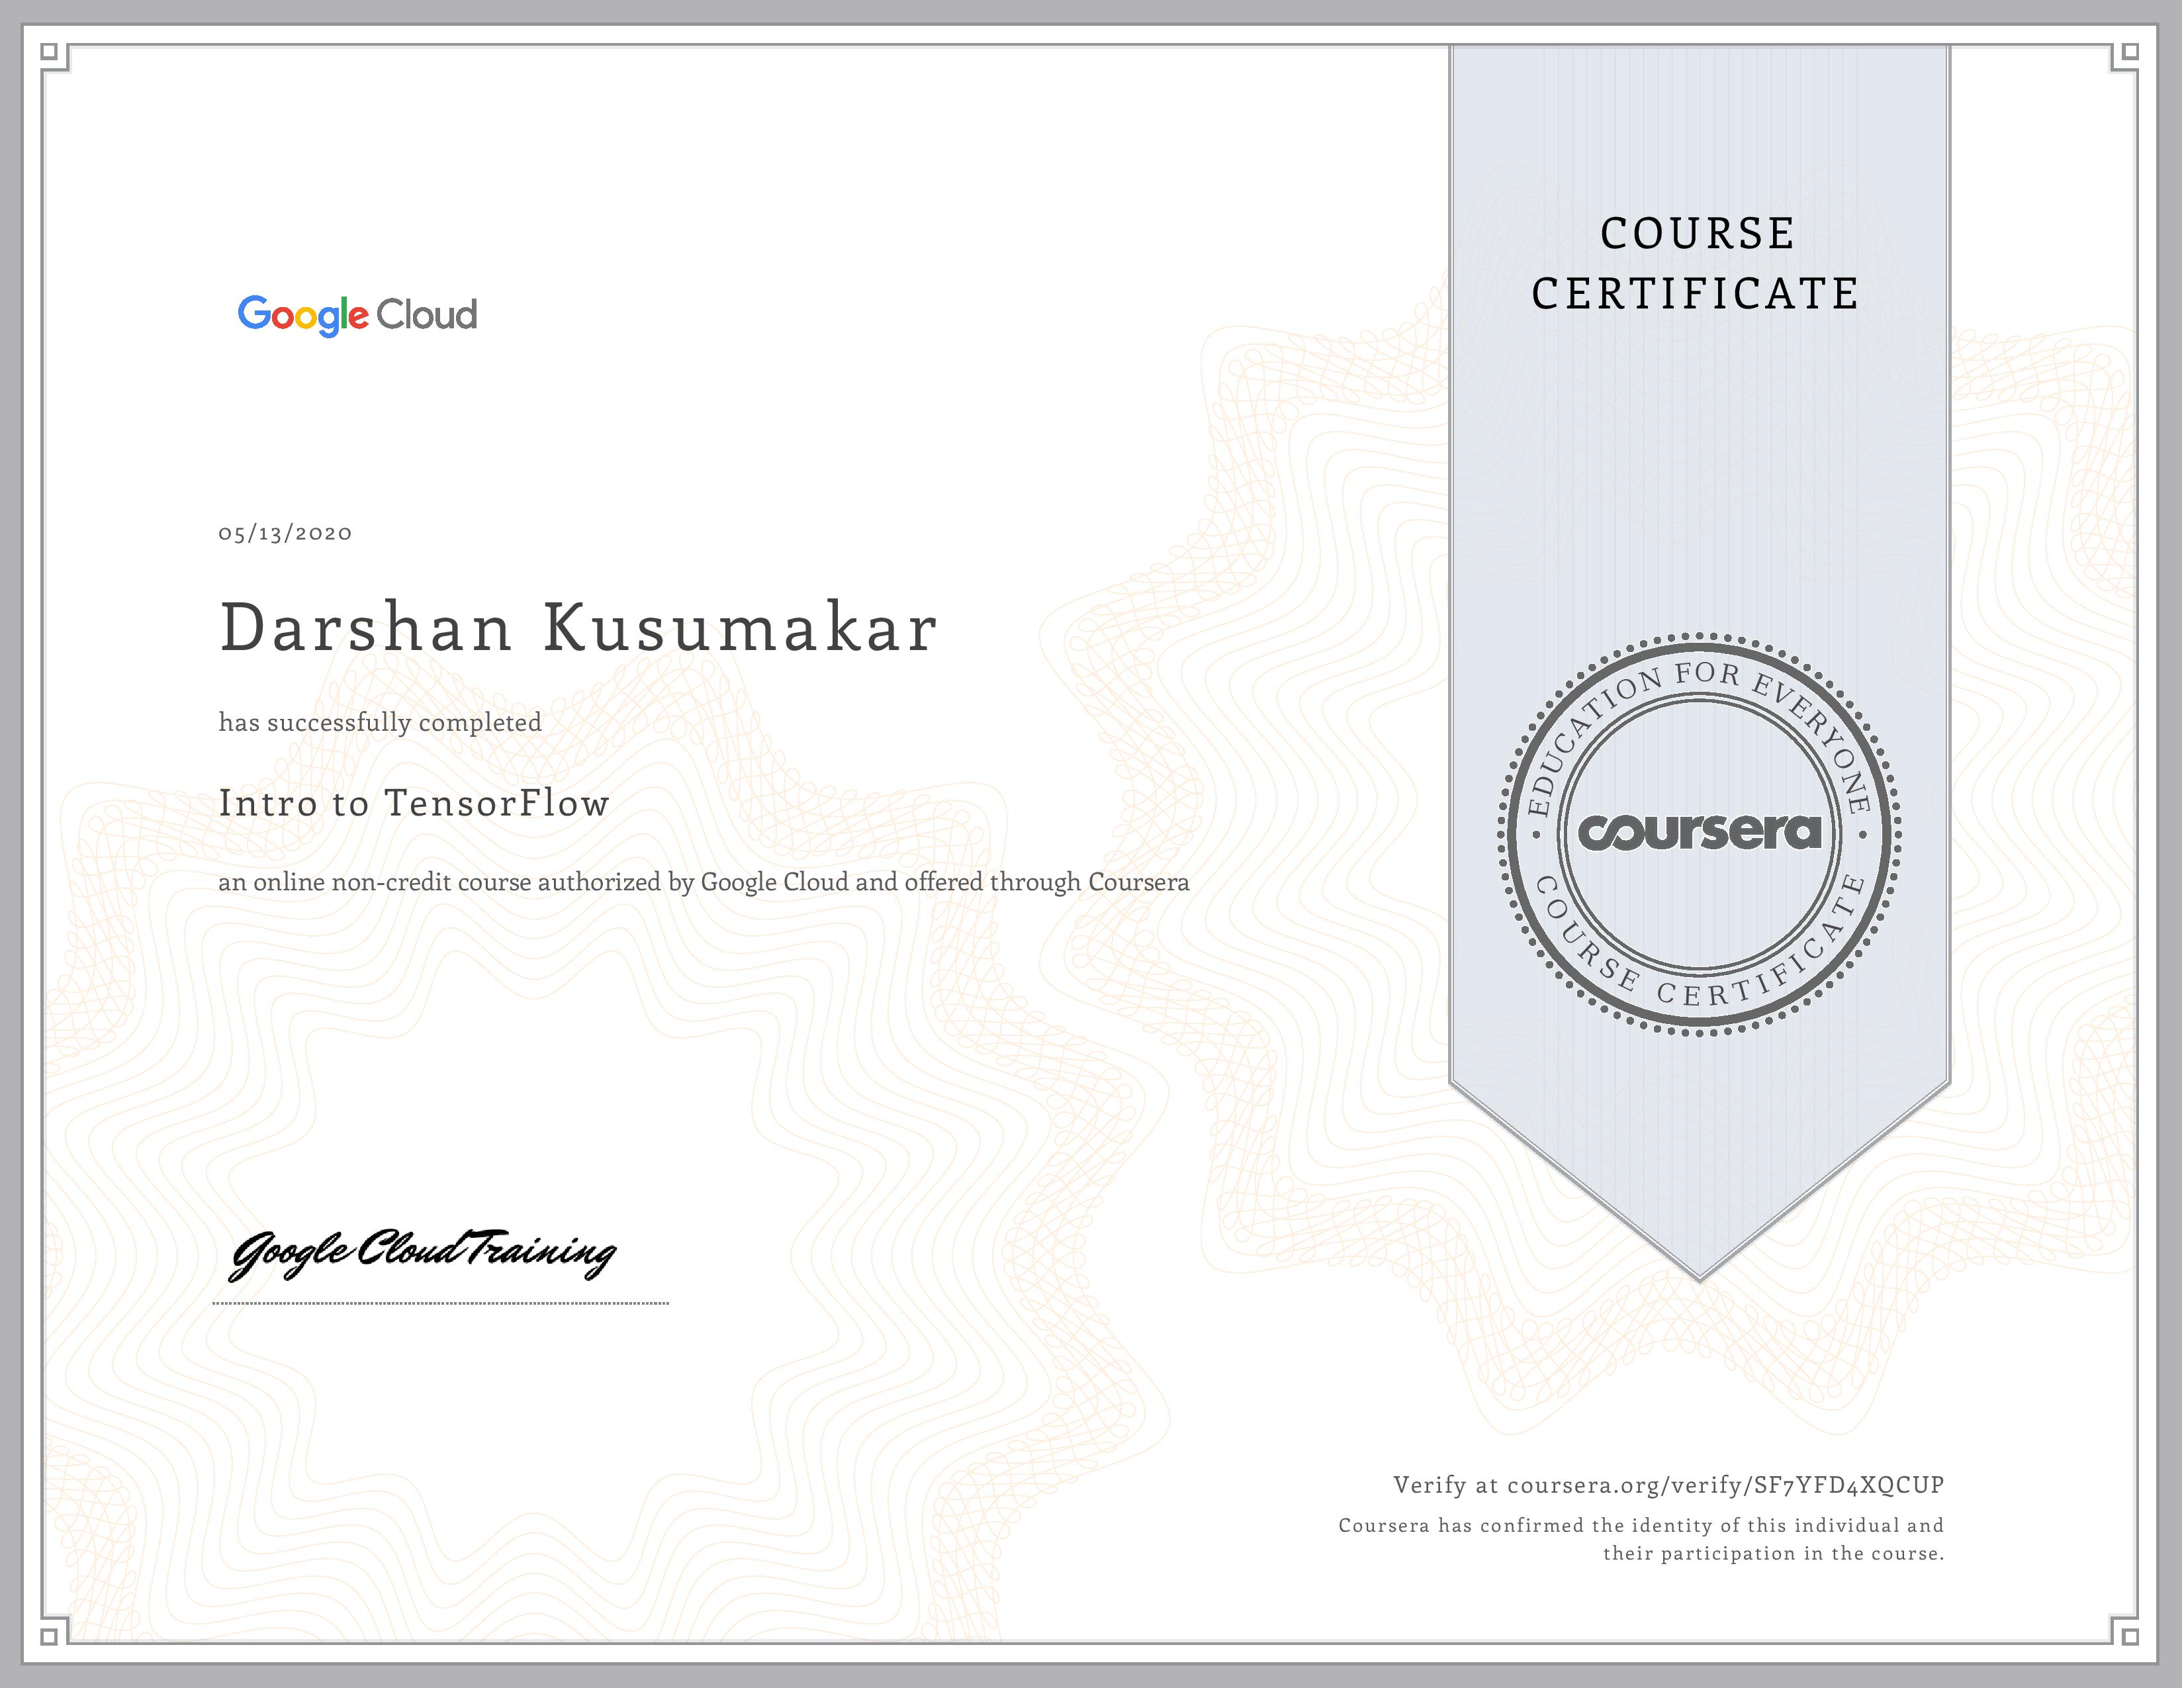 Google Cloud
05/13/2020
Darshan Kusumakar
has successfully completed
Intro to TensorFlow
an online non-credit course authorized by Google Cloud and offered through Coursera
Google Cloud Training
COURSE
CERTIFICATE
EDUCATION FOR EVERYONE
coursera
COURSE CERTIFICATE
Verify at coursera.org/verify/SF7YFD4XQCUP
Coursera has confirmed the identity of this individual and
their participation in the course.